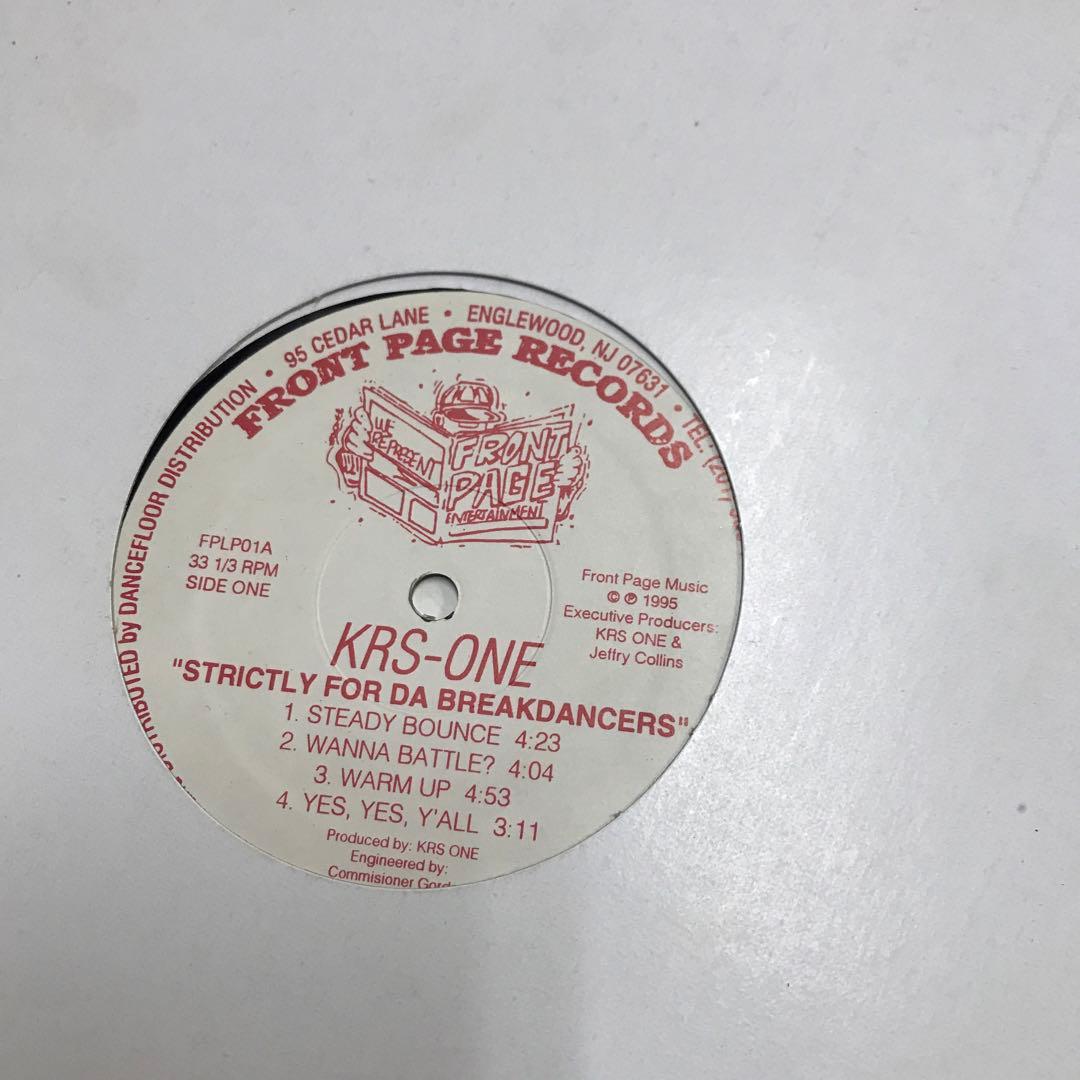 DISTRIBUTED by DANCEFLOOR DISTRIBUTION • 95 CEDAR LANE • ENGLEWOOD, NJ 07631 • TEL:
FRONT PAGE RECORDS
WE
REPRESENT
FRONT
PAGE
ENTERTAINMENT
FPLP01A
33 1/3 RPM
SIDE ONE
Front Page Music
© ℗ 1995
Executive Producers:
KRS ONE &
Jeffry Collins
KRS-ONE
"STRICTLY FOR DA BREAKDANCERS"
1. STEADY BOUNCE 4:23
2. WANNA BATTLE? 4:04
3. WARM UP 4:53
4. YES, YES, Y'ALL 3:11
Produced by: KRS ONE
Engineered by:
Commisioner